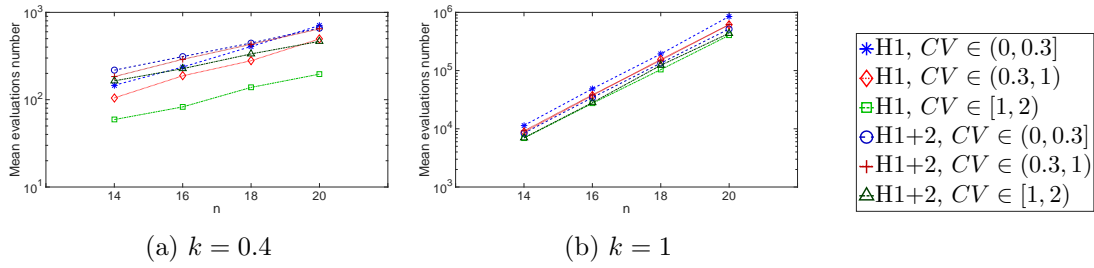 10^3
10^2
10^1
Mean evaluations number
14 16 18 20
n
(a) k = 0.4
10^6
10^5
10^4
10^3
Mean evaluations number
14 16 18 20
n
(b) k = 1
H1, CV ∈ (0, 0.3]
H1, CV ∈ (0.3, 1)
H1, CV ∈ [1, 2)
H1+2, CV ∈ (0, 0.3]
H1+2, CV ∈ (0.3, 1)
H1+2, CV ∈ [1, 2)